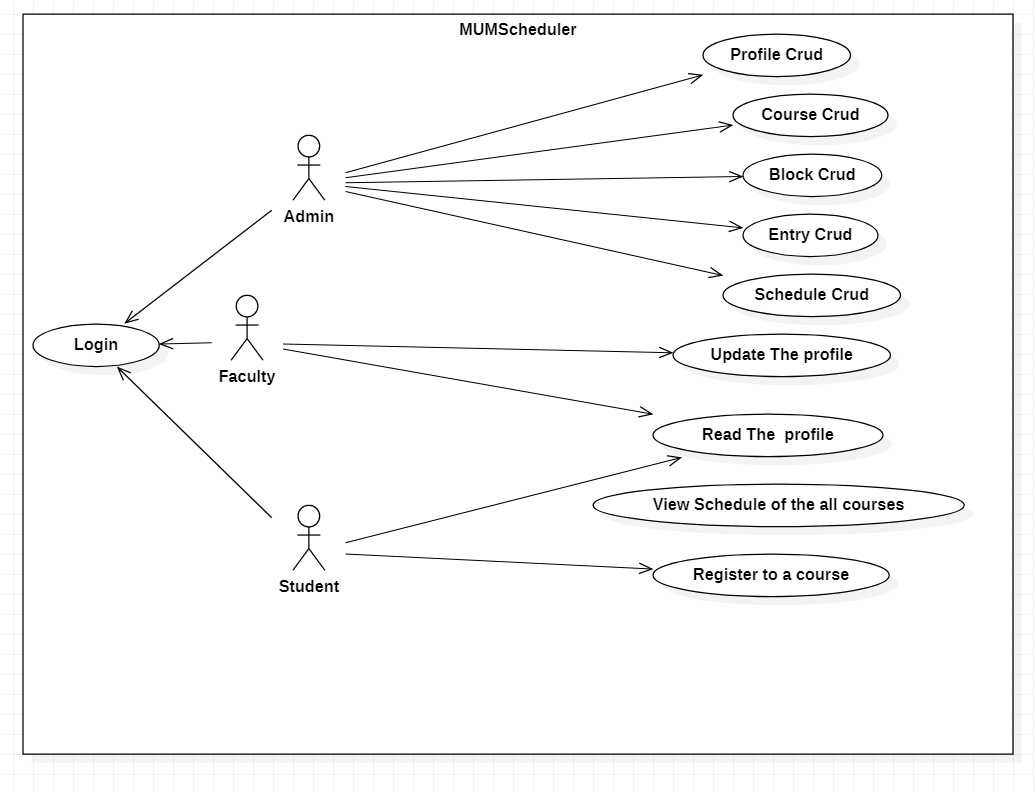 MUMScheduler
Profile Crud
Course Crud
Block Crud
Admin
Entry Crud
Schedule Crud
Login
Update The profile
Faculty
Read The  profile
View Schedule of the all courses
Register to a course
Student